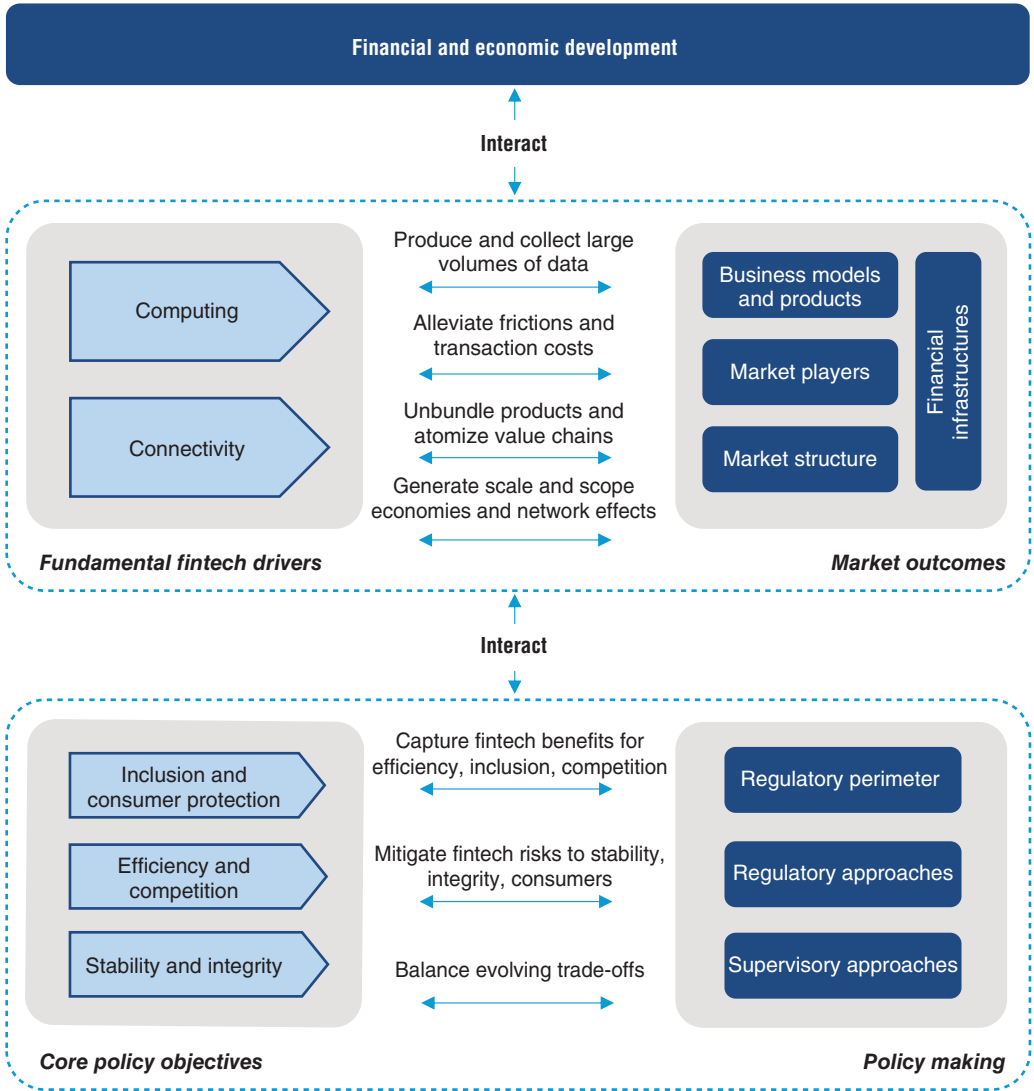 Financial and economic development
Interact
Computing
Connectivity
Fundamental fintech drivers
Produce and collect large
volumes of data
Alleviate frictions and
transaction costs
Unbundle products and
atomize value chains
Generate scale and scope
economies and network effects
Business models
and products
Market players
Market structure
Financial
infrastructures
Market outcomes
Interact
Inclusion and
consumer protection
Efficiency and
competition
Stability and integrity
Core policy objectives
Capture fintech benefits for
efficiency, inclusion, competition
Mitigate fintech risks to stability,
integrity, consumers
Balance evolving trade-offs
Regulatory perimeter
Regulatory approaches
Supervisory approaches
Policy making